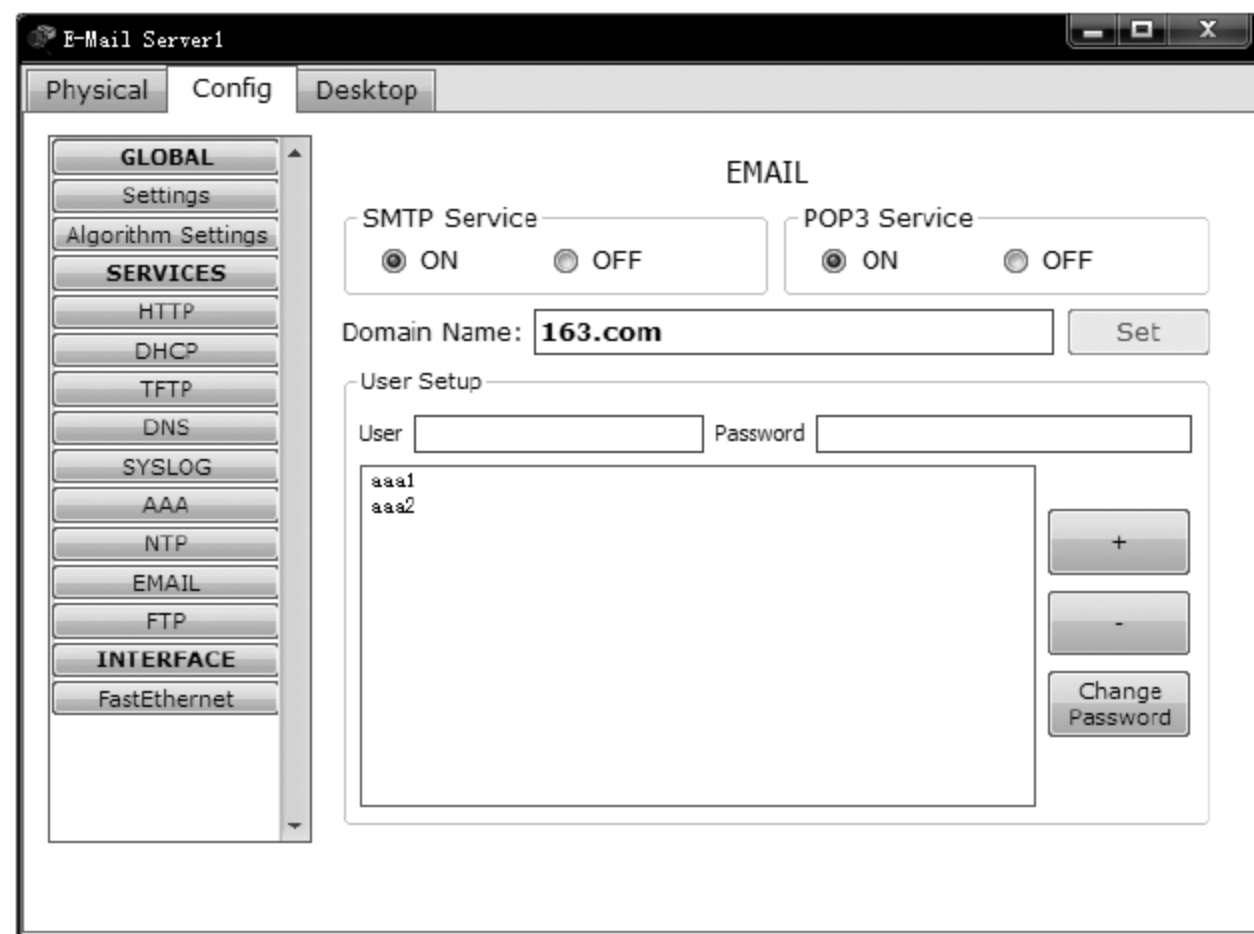 E-Mail Server1
X
Physical Config Desktop
GLOBAL
Settings
Algorithm Settings
SERVICES
HTTP
DHCP
TFTP
DNS
SYSLOG
AAA
NTP
EMAIL
FTP
INTERFACE
FastEthernet
EMAIL
SMTP Service
ON OFF
POP3 Service
ON OFF
Domain Name: 163.com Set
User Setup
User Password
aaa1
aaa2
+
-
Change
Password